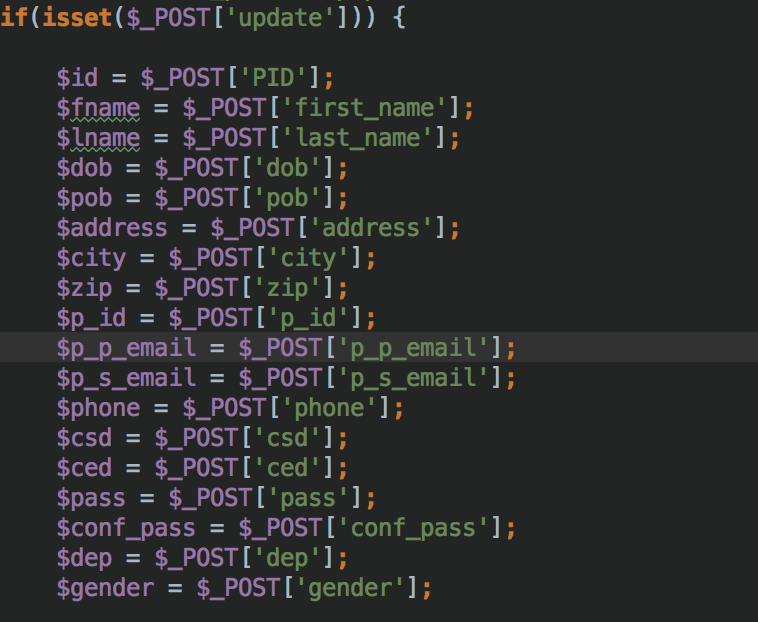 if(isset($_POST['update'])) {
$id = $_POST['PID'];
$fname = $_POST['first_name'];
$lname = $_POST['last_name'];
$dob = $_POST['dob'];
$pob = $_POST['pob'];
$address = $_POST['address'];
$city = $_POST['city'];
$zip = $_POST['zip'];
$p_id = $_POST['p_id'];
$p_p_email = $_POST['p_p_email'];
$p_s_email = $_POST['p_s_email'];
$phone = $_POST['phone'];
$csd = $_POST['csd'];
$ced = $_POST['ced'];
$pass = $_POST['pass'];
$conf_pass = $_POST['conf_pass'];
$dep = $_POST['dep'];
$gender = $_POST['gender'];